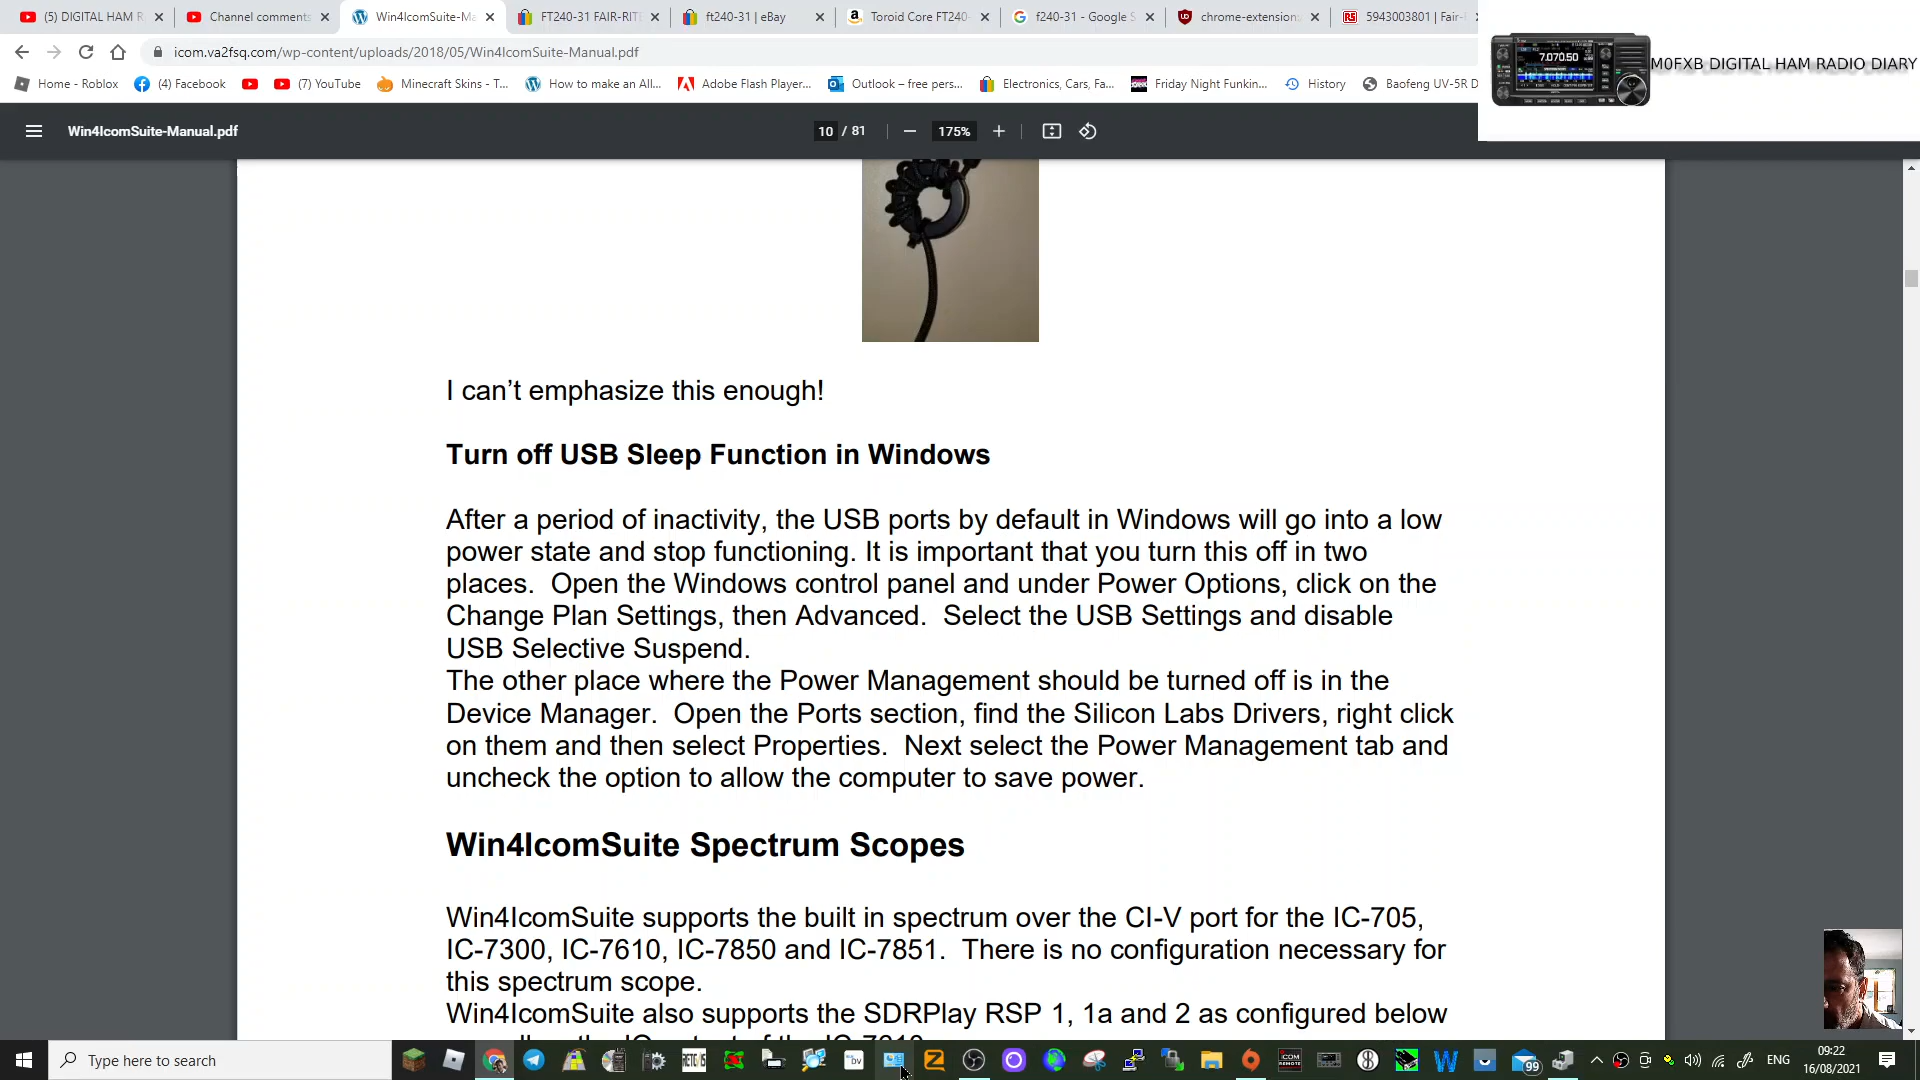 (5) DIGITAL HAM R
Channel comments
Win4IcomSuite-Ma
FT240-31 FAIR-RITE
ft240-31 | eBay
Toroid Core FT240-
f240-31 - Google S
chrome-extension:
5943003801 | Fair-
icom.va2fsq.com/wp-content/uploads/2018/05/Win4IcomSuite-Manual.pdf
7.070.50
M0FXB DIGITAL HAM RADIO DIARY
Home - Roblox
(4) Facebook
(7) YouTube
Minecraft Skins - T...
How to make an All...
Adobe Flash Player...
Outlook – free pers...
Electronics, Cars, Fa...
Friday Night Funkin...
History
Baofeng UV-5R D
Win4IcomSuite-Manual.pdf
10 / 81
175%
I can’t emphasize this enough!
Turn off USB Sleep Function in Windows
After a period of inactivity, the USB ports by default in Windows will go into a low
power state and stop functioning. It is important that you turn this off in two
places.  Open the Windows control panel and under Power Options, click on the
Change Plan Settings, then Advanced.  Select the USB Settings and disable
USB Selective Suspend.
The other place where the Power Management should be turned off is in the
Device Manager.  Open the Ports section, find the Silicon Labs Drivers, right click
on them and then select Properties.  Next select the Power Management tab and
uncheck the option to allow the computer to save power.
Win4IcomSuite Spectrum Scopes
Win4IcomSuite supports the built in spectrum over the CI-V port for the IC-705,
IC-7300, IC-7610, IC-7850 and IC-7851.  There is no configuration necessary for
this spectrum scope.
Win4IcomSuite also supports the SDRPlay RSP 1, 1a and 2 as configured below
Type here to search
99
ENG
09:22
16/08/2021